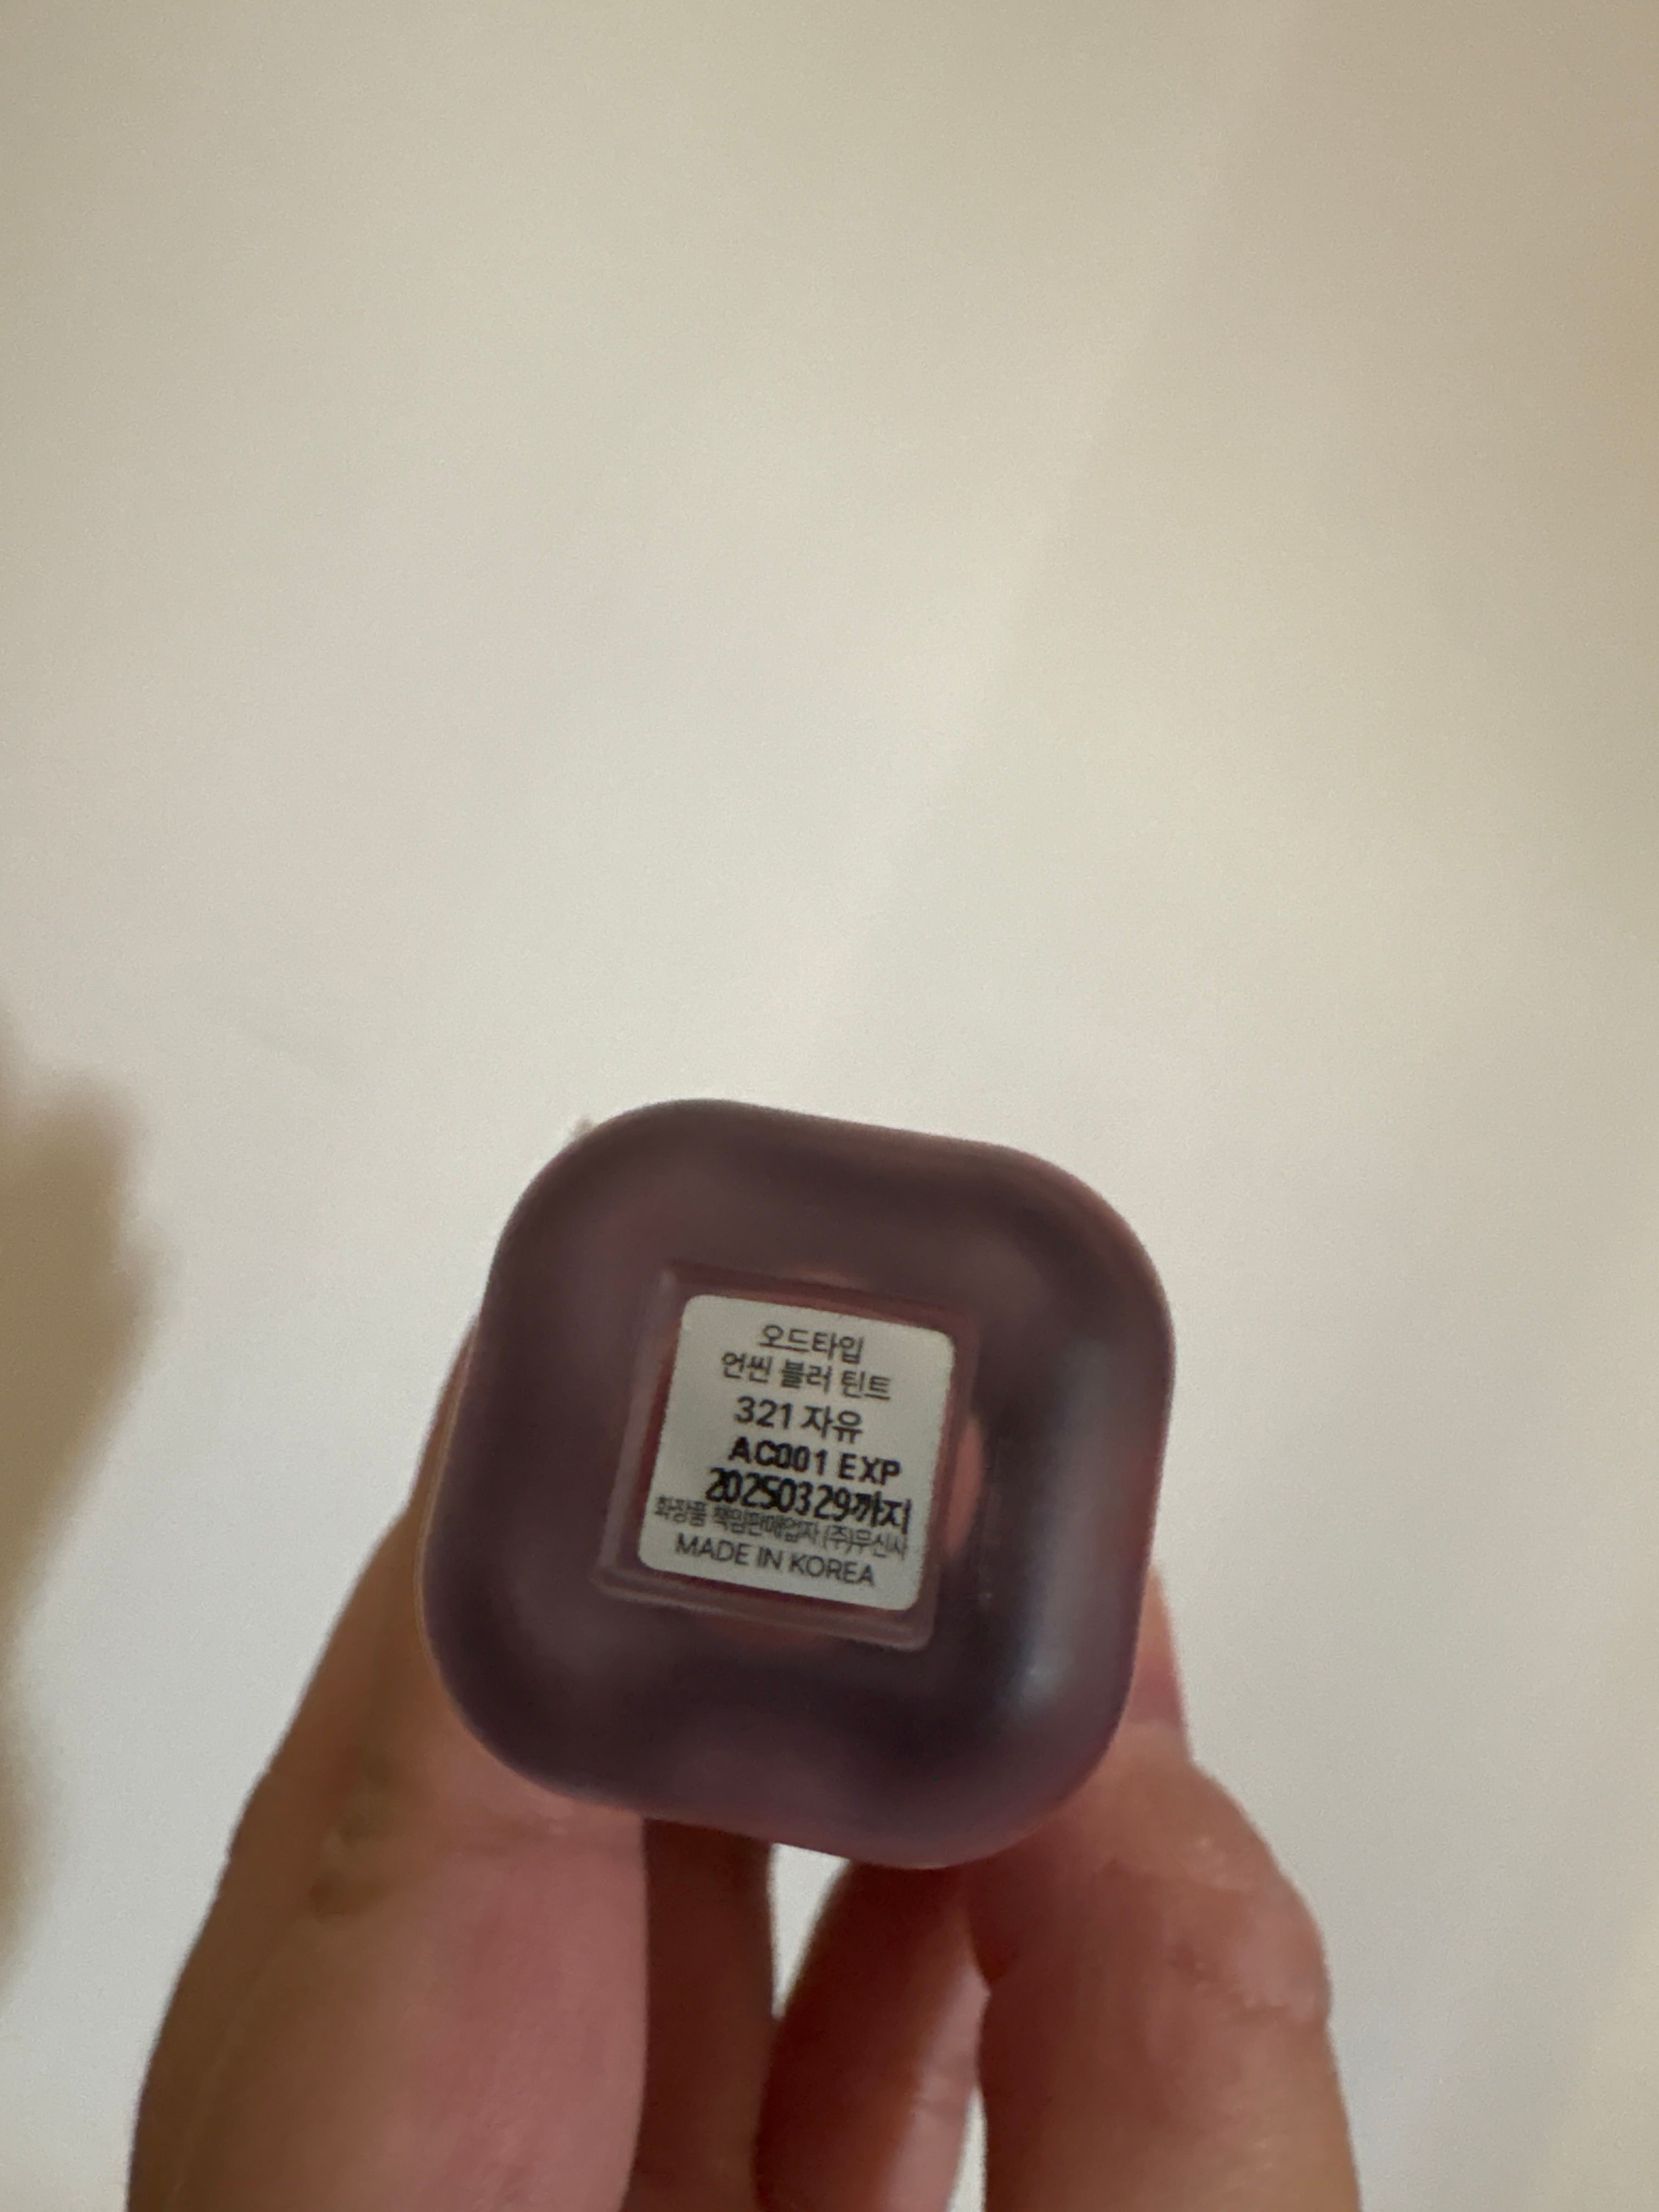 오드타입
언씬 블러 틴트
321 자유
AC001 EXP
20250329까지
화장품 책임판매업자 (주)무신사
MADE IN KOREA